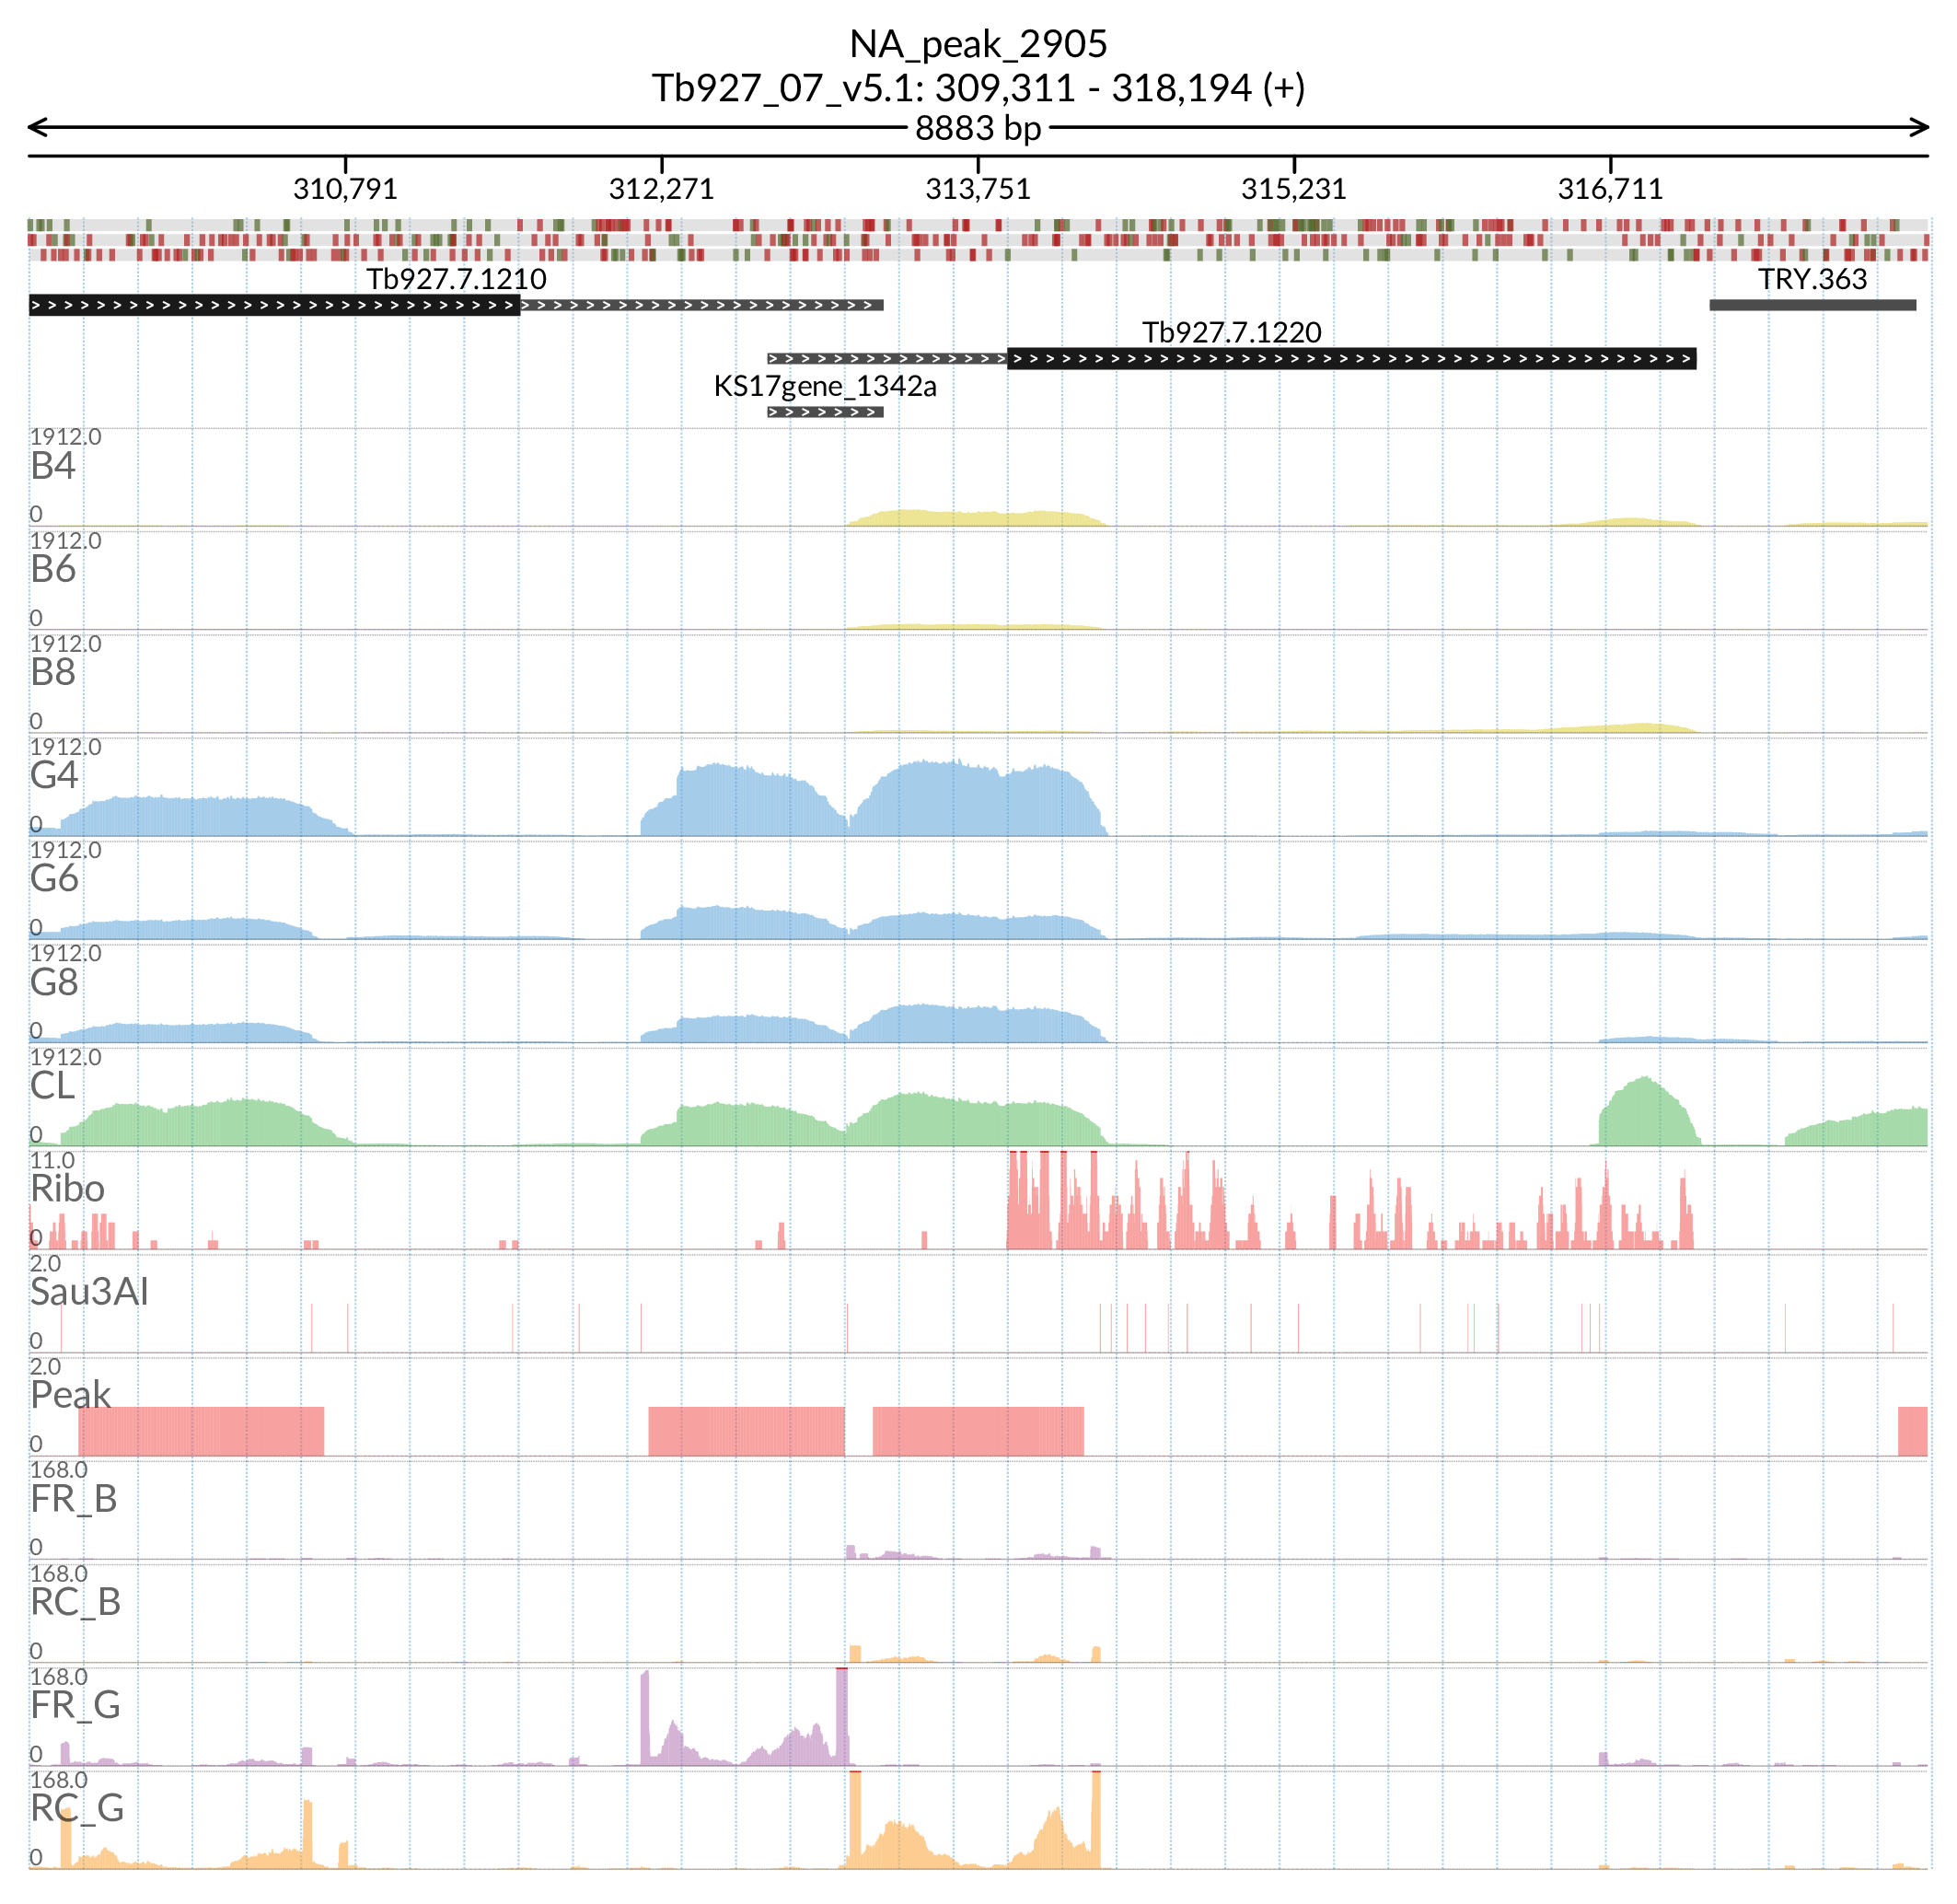 NA_peak_2905
Tb927_07_v5.1: 309,311 - 318,194 (+)
8883 bp
310,791 312,271 313,751 315,231 316,711
Tb927.7.1210 TRY.363
Tb927.7.1220
KS17gene_1342a
1912.0
B4
0
1912.0
B6
0
1912.0
B8
0
1912.0
G4
0
1912.0
G6
0
1912.0
G8
0
1912.0
CL
0
11.0
Ribo
0
2.0
Sau3AI
0
2.0
Peak
0
168.0
FR_B
0
168.0
RC_B
0
168.0
FR_G
0
168.0
RC_G
0